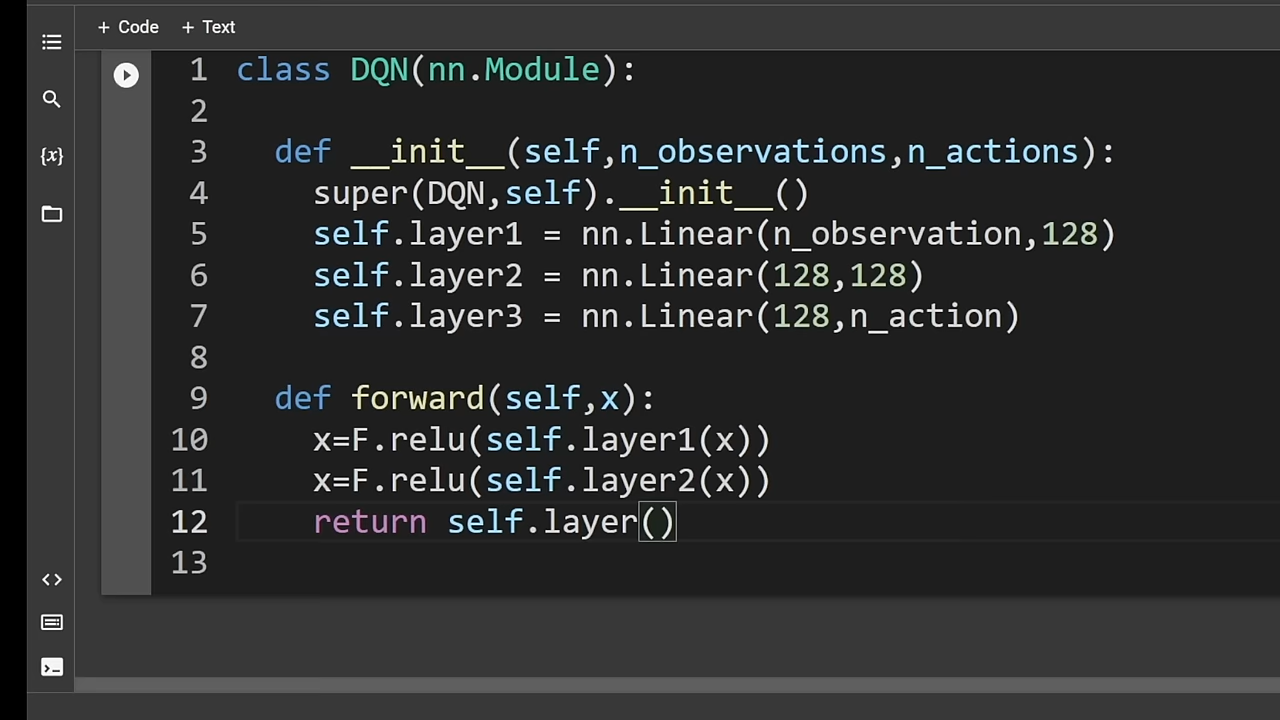 + Code + Text
{x}
1 class DQN(nn.Module):
2
3 def __init__(self,n_observations,n_actions):
4 super(DQN,self).__init__()
5 self.layer1 = nn.Linear(n_observation,128)
6 self.layer2 = nn.Linear(128,128)
7 self.layer3 = nn.Linear(128,n_action)
8
9 def forward(self,x):
10 x=F.relu(self.layer1(x))
11 x=F.relu(self.layer2(x))
12 return self.layer()
13